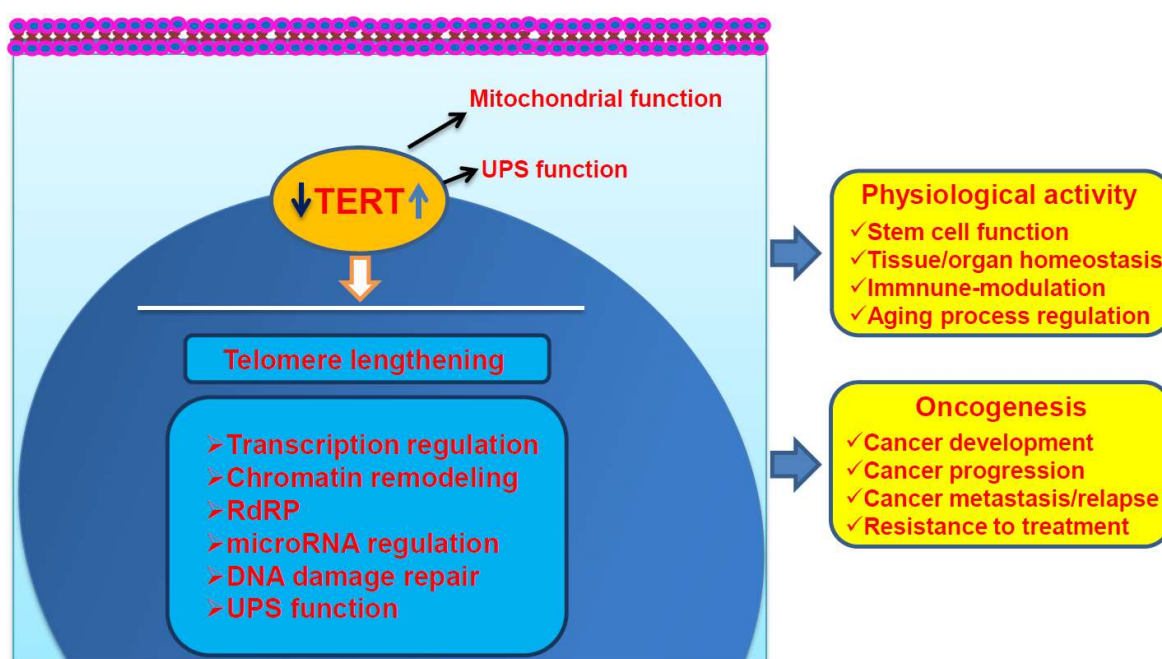 Mitochondrial function
UPS function
TERT
Telomere lengthening
➢Transcription regulation
➢Chromatin remodeling
➢RdRP
➢microRNA regulation
➢DNA damage repair
➢UPS function
Physiological activity
✓Stem cell function
✓Tissue/organ homeostasis
✓Immnune-modulation
✓Aging process regulation
Oncogenesis
✓Cancer development
✓Cancer progression
✓Cancer metastasis/relapse
✓Resistance to treatment